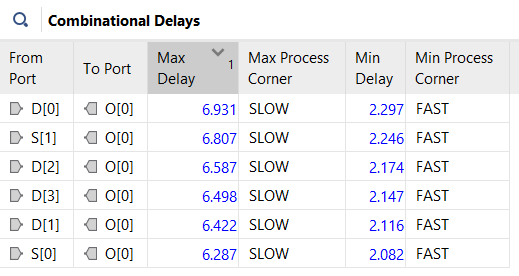 Combinational Delays
From Port To Port Max Delay 1 Max Process Corner Min Delay Min Process Corner
D[0] O[0] 6.931 SLOW 2.297 FAST
S[1] O[0] 6.807 SLOW 2.246 FAST
D[2] O[0] 6.587 SLOW 2.174 FAST
D[3] O[0] 6.498 SLOW 2.147 FAST
D[1] O[0] 6.422 SLOW 2.116 FAST
S[0] O[0] 6.287 SLOW 2.082 FAST